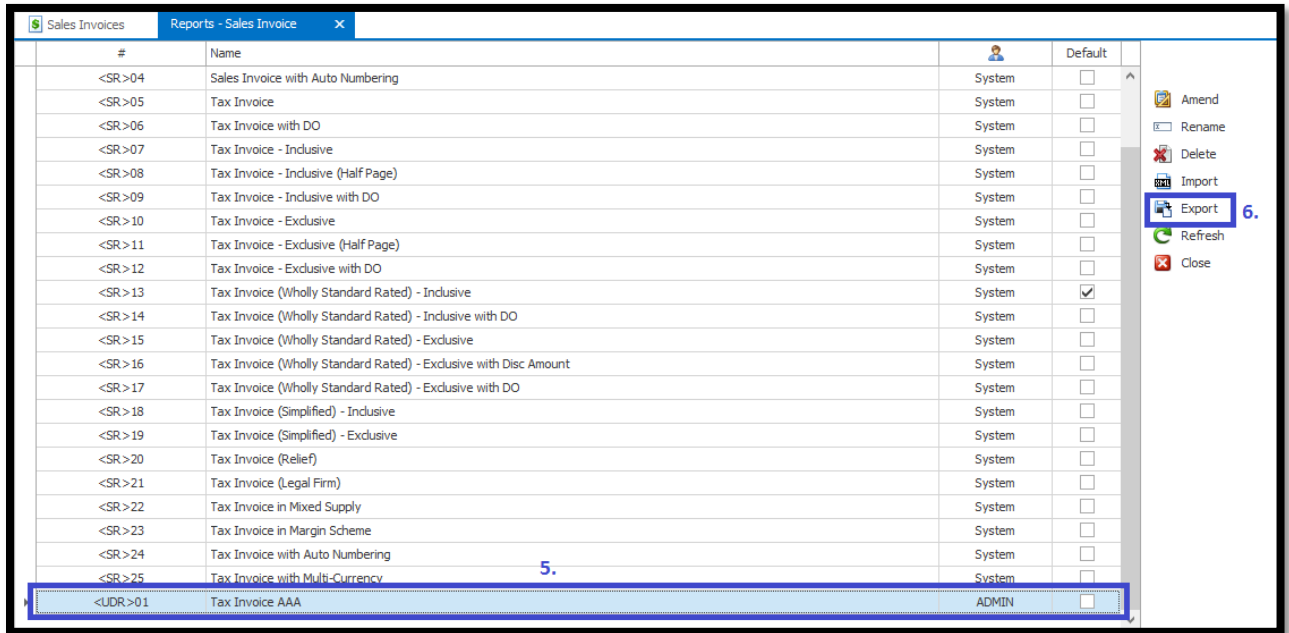 Sales Invoices Reports - Sales Invoice
# Name Default
<SR>04 Sales Invoice with Auto Numbering System
<SR>05 Tax Invoice System Amend
<SR>06 Tax Invoice with DO System Rename
<SR>07 Tax Invoice - Inclusive System Delete
<SR>08 Tax Invoice - Inclusive (Half Page) System XML Import
<SR>09 Tax Invoice - Inclusive with DO System Export 6.
<SR>10 Tax Invoice - Exclusive System Refresh
<SR>11 Tax Invoice - Exclusive (Half Page) System Close
<SR>12 Tax Invoice - Exclusive with DO System
<SR>13 Tax Invoice (Wholly Standard Rated) - Inclusive System
<SR>14 Tax Invoice (Wholly Standard Rated) - Inclusive with DO System
<SR>15 Tax Invoice (Wholly Standard Rated) - Exclusive System
<SR>16 Tax Invoice (Wholly Standard Rated) - Exclusive with Disc Amount System
<SR>17 Tax Invoice (Wholly Standard Rated) - Exclusive with DO System
<SR>18 Tax Invoice (Simplified) - Inclusive System
<SR>19 Tax Invoice (Simplified) - Exclusive System
<SR>20 Tax Invoice (Relief) System
<SR>21 Tax Invoice (Legal Firm) System
<SR>22 Tax Invoice in Mixed Supply System
<SR>23 Tax Invoice in Margin Scheme System
<SR>24 Tax Invoice with Auto Numbering System
<SR>25 Tax Invoice with Multi-Currency 5. System
<UDR>01 Tax Invoice AAA ADMIN